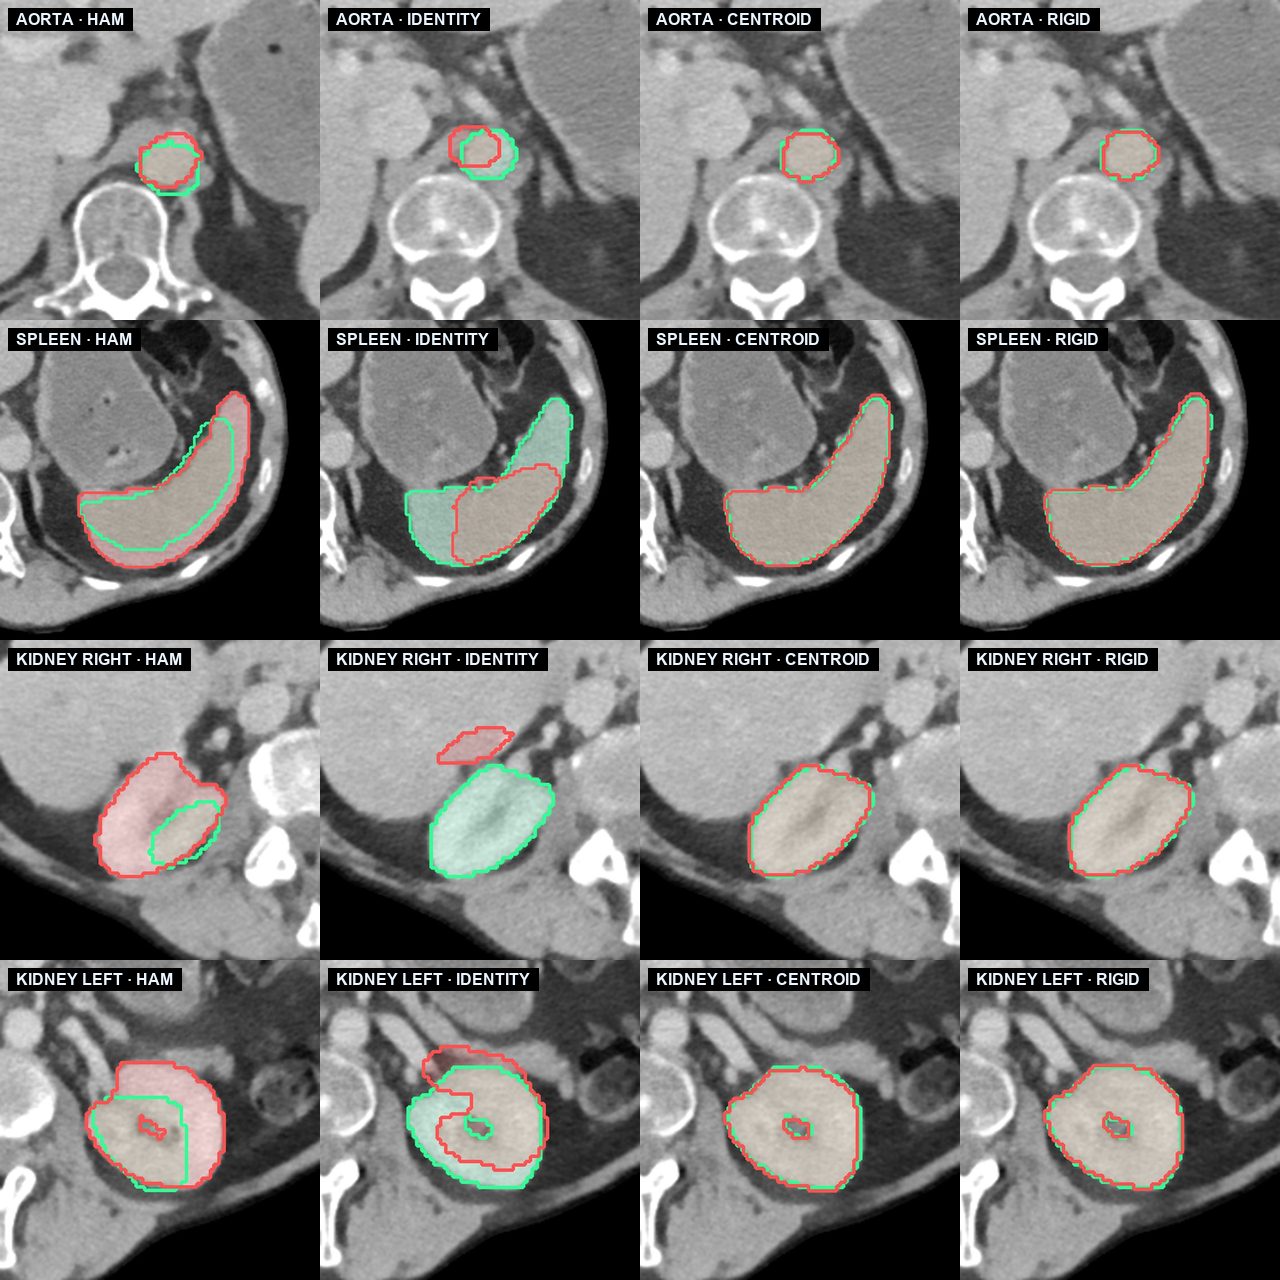 AORTA · HAM
AORTA · IDENTITY
AORTA · CENTROID
AORTA · RIGID
SPLEEN · HAM
SPLEEN · IDENTITY
SPLEEN · CENTROID
SPLEEN · RIGID
KIDNEY RIGHT · HAM
KIDNEY RIGHT · IDENTITY
KIDNEY RIGHT · CENTROID
KIDNEY RIGHT · RIGID
KIDNEY LEFT · HAM
KIDNEY LEFT · IDENTITY
KIDNEY LEFT · CENTROID
KIDNEY LEFT · RIGID